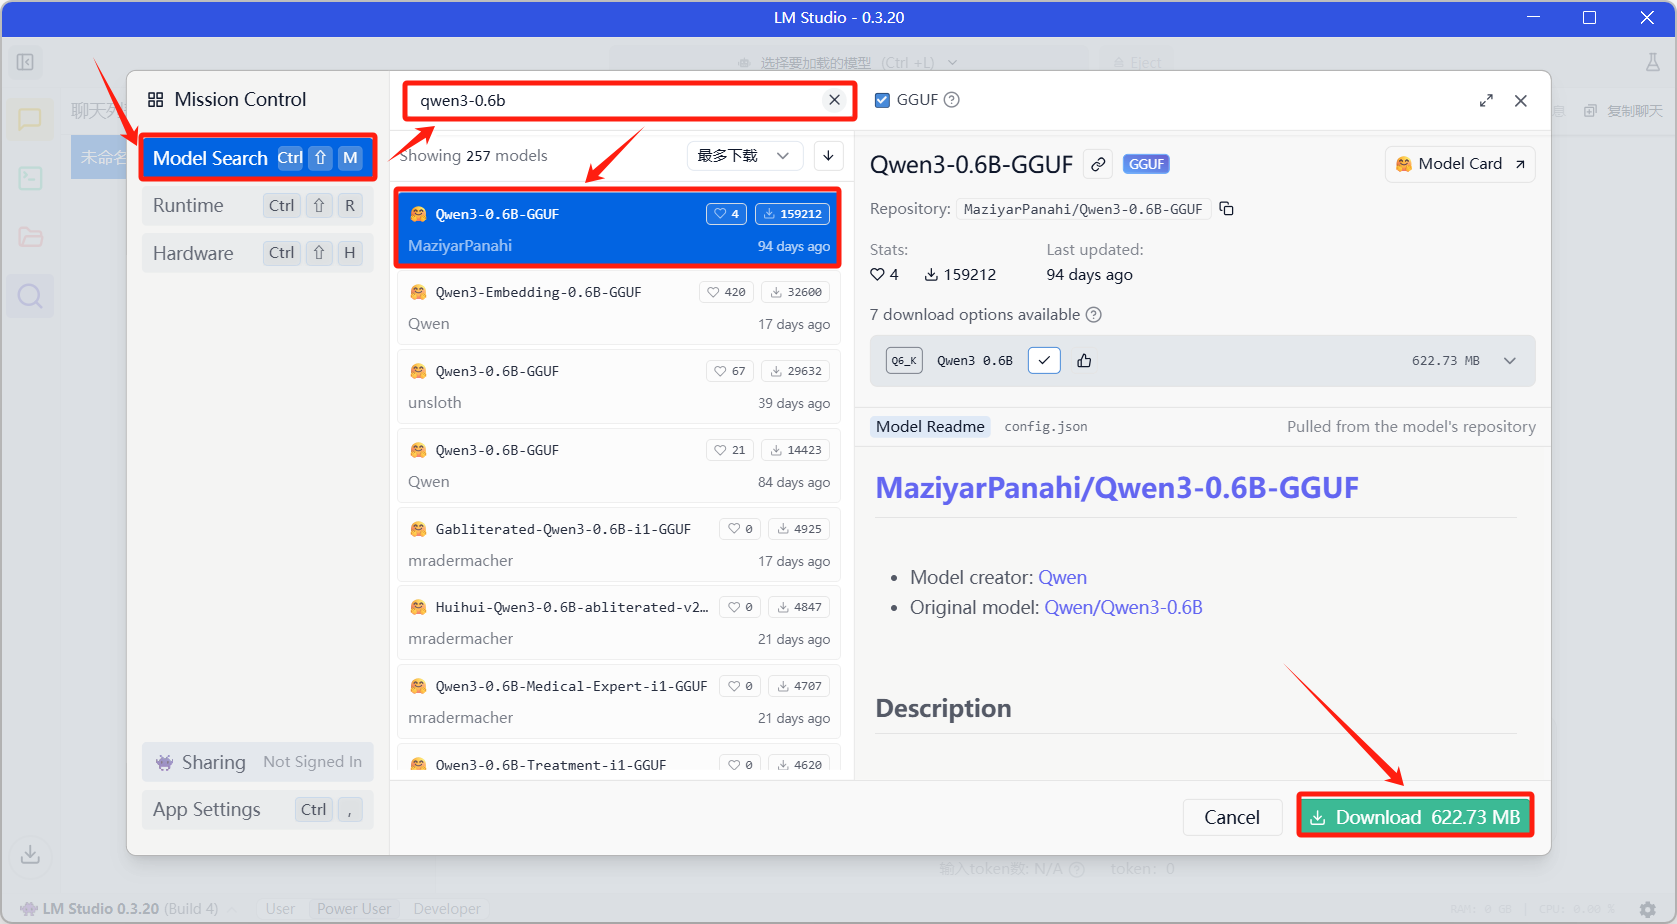 LM Studio - 0.3.20
选择要加载的模型 (Ctrl +L)
Eject
聊天列
未命名
复制聊天
Mission Control
Model Search Ctrl ⇧ M
Runtime Ctrl ⇧ R
Hardware Ctrl ⇧ H
Sharing Not Signed In
App Settings Ctrl ,
qwen3-0.6b
GGUF
Showing 257 models
最多下载
Qwen3-0.6B-GGUF 4 159212
MaziyarPanahi 94 days ago
Qwen3-Embedding-0.6B-GGUF 420 32600
Qwen 17 days ago
Qwen3-0.6B-GGUF 67 29632
unsloth 39 days ago
Qwen3-0.6B-GGUF 21 14423
Qwen 84 days ago
Gabliterated-Qwen3-0.6B-i1-GGUF 0 4925
mradermacher 17 days ago
Huihui-Qwen3-0.6B-abliterated-v2… 0 4847
mradermacher 21 days ago
Qwen3-0.6B-Medical-Expert-i1-GGUF 0 4707
mradermacher 21 days ago
Qwen3-0.6B-Treatment-i1-GGUF 0 4620
Qwen3-0.6B-GGUF GGUF
Model Card
Repository: MaziyarPanahi/Qwen3-0.6B-GGUF
Stats: Last updated:
4 159212 94 days ago
7 download options available
Q6_K Qwen3 0.6B 622.73 MB
Model Readme config.json Pulled from the model's repository
MaziyarPanahi/Qwen3-0.6B-GGUF
• Model creator: Qwen
• Original model: Qwen/Qwen3-0.6B
Description
Cancel Download 622.73 MB
输入token数: N/A token: 0
LM Studio 0.3.20 (Build 4) User Power User Developer
RAM: 0 GB | CPU: 0.00 %